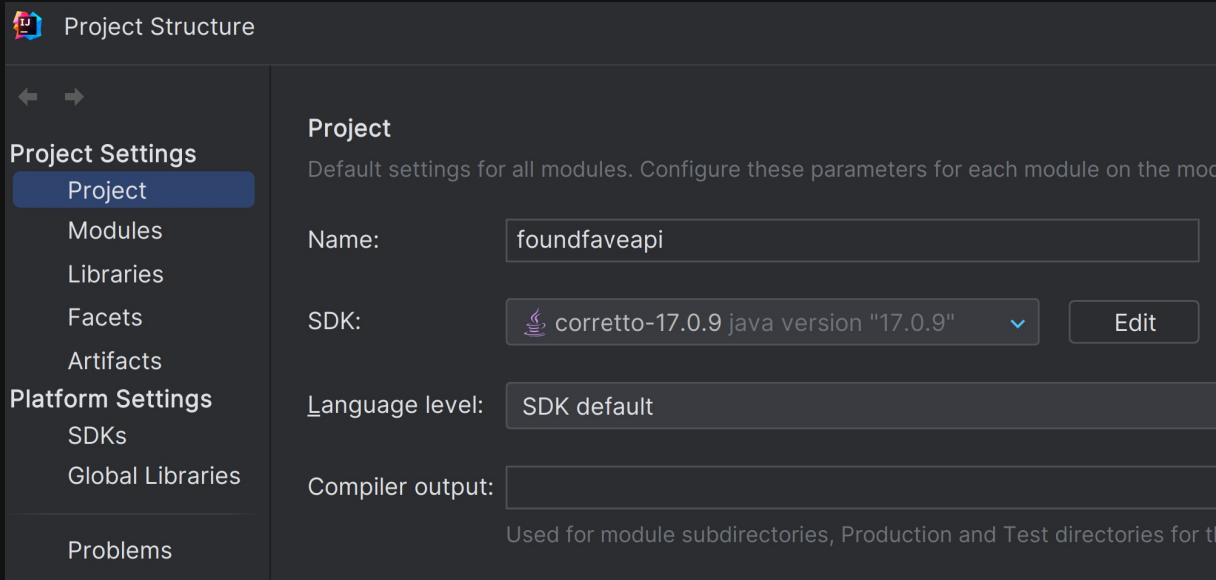 Project Structure
Project Settings
Project
Modules
Libraries
Facets
Artifacts
Platform Settings
SDKs
Global Libraries
Problems
Project
Default settings for all modules. Configure these parameters for each module on the mod
Name: foundfaveapi
SDK: corretto-17.0.9 java version "17.0.9" Edit
Language level: SDK default
Compiler output:
Used for module subdirectories, Production and Test directories for th